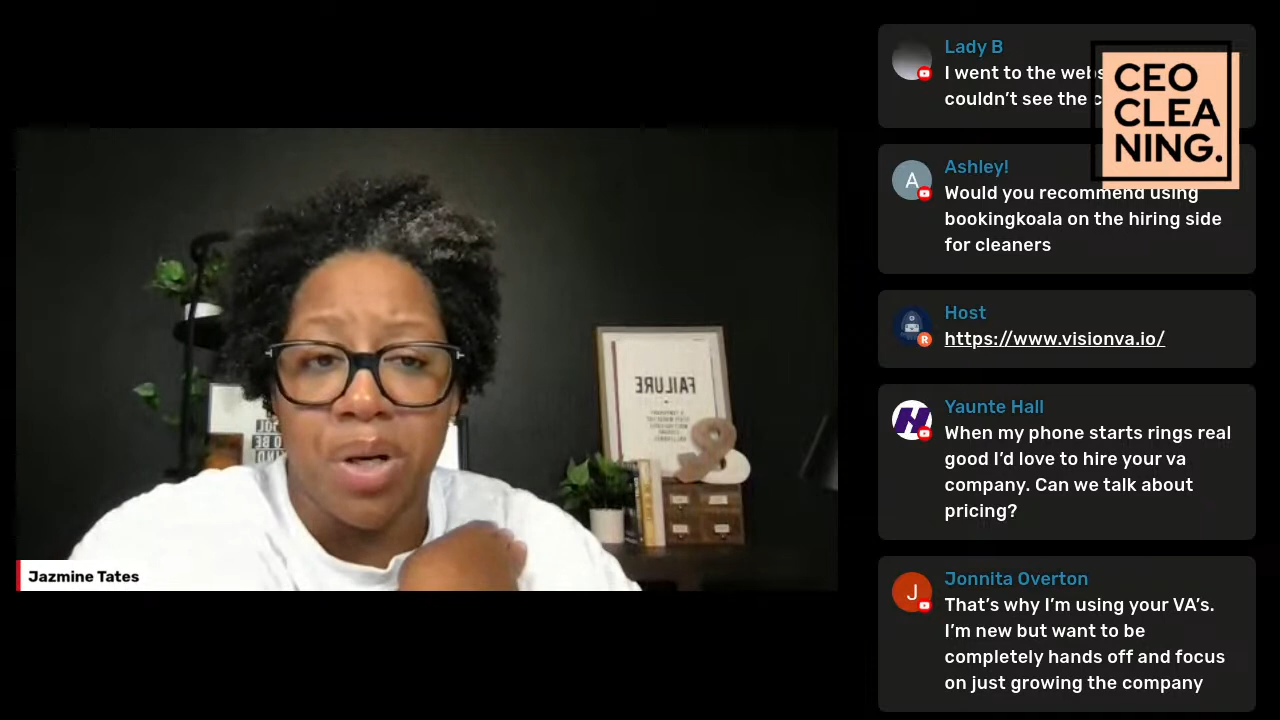 Lady B
I went to the
couldn't see the
CEO
CLEA
NING.
Ashley!
A
Would you recommend using
bookingkoala on the hiring side
for cleaners
Host
https://www.visionva.io/
Yaunte Hall
When my phone starts rings real
good I'd love to hire your va
company. Can we talk about
pricing?
Jonnita Overton
J
That's why I'm using your VA's.
I'm new but want to be
completely hands off and focus
on just growing the company
FAILURE
Jazmine Tates